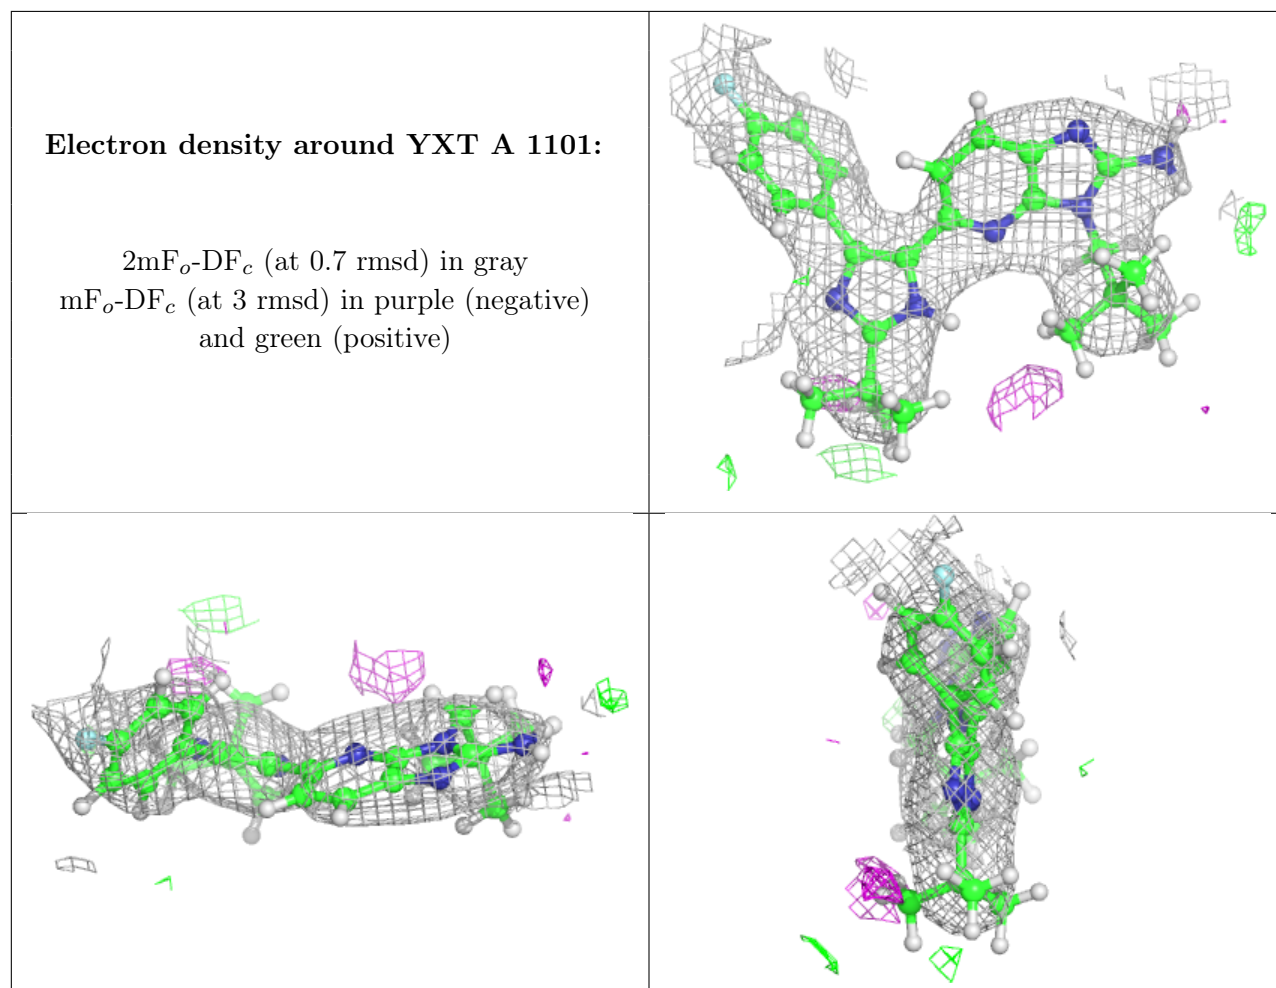 Electron density around YXT A 1101:
2mFo-DFc (at 0.7 rmsd) in gray
mFo-DFc (at 3 rmsd) in purple (negative)
and green (positive)